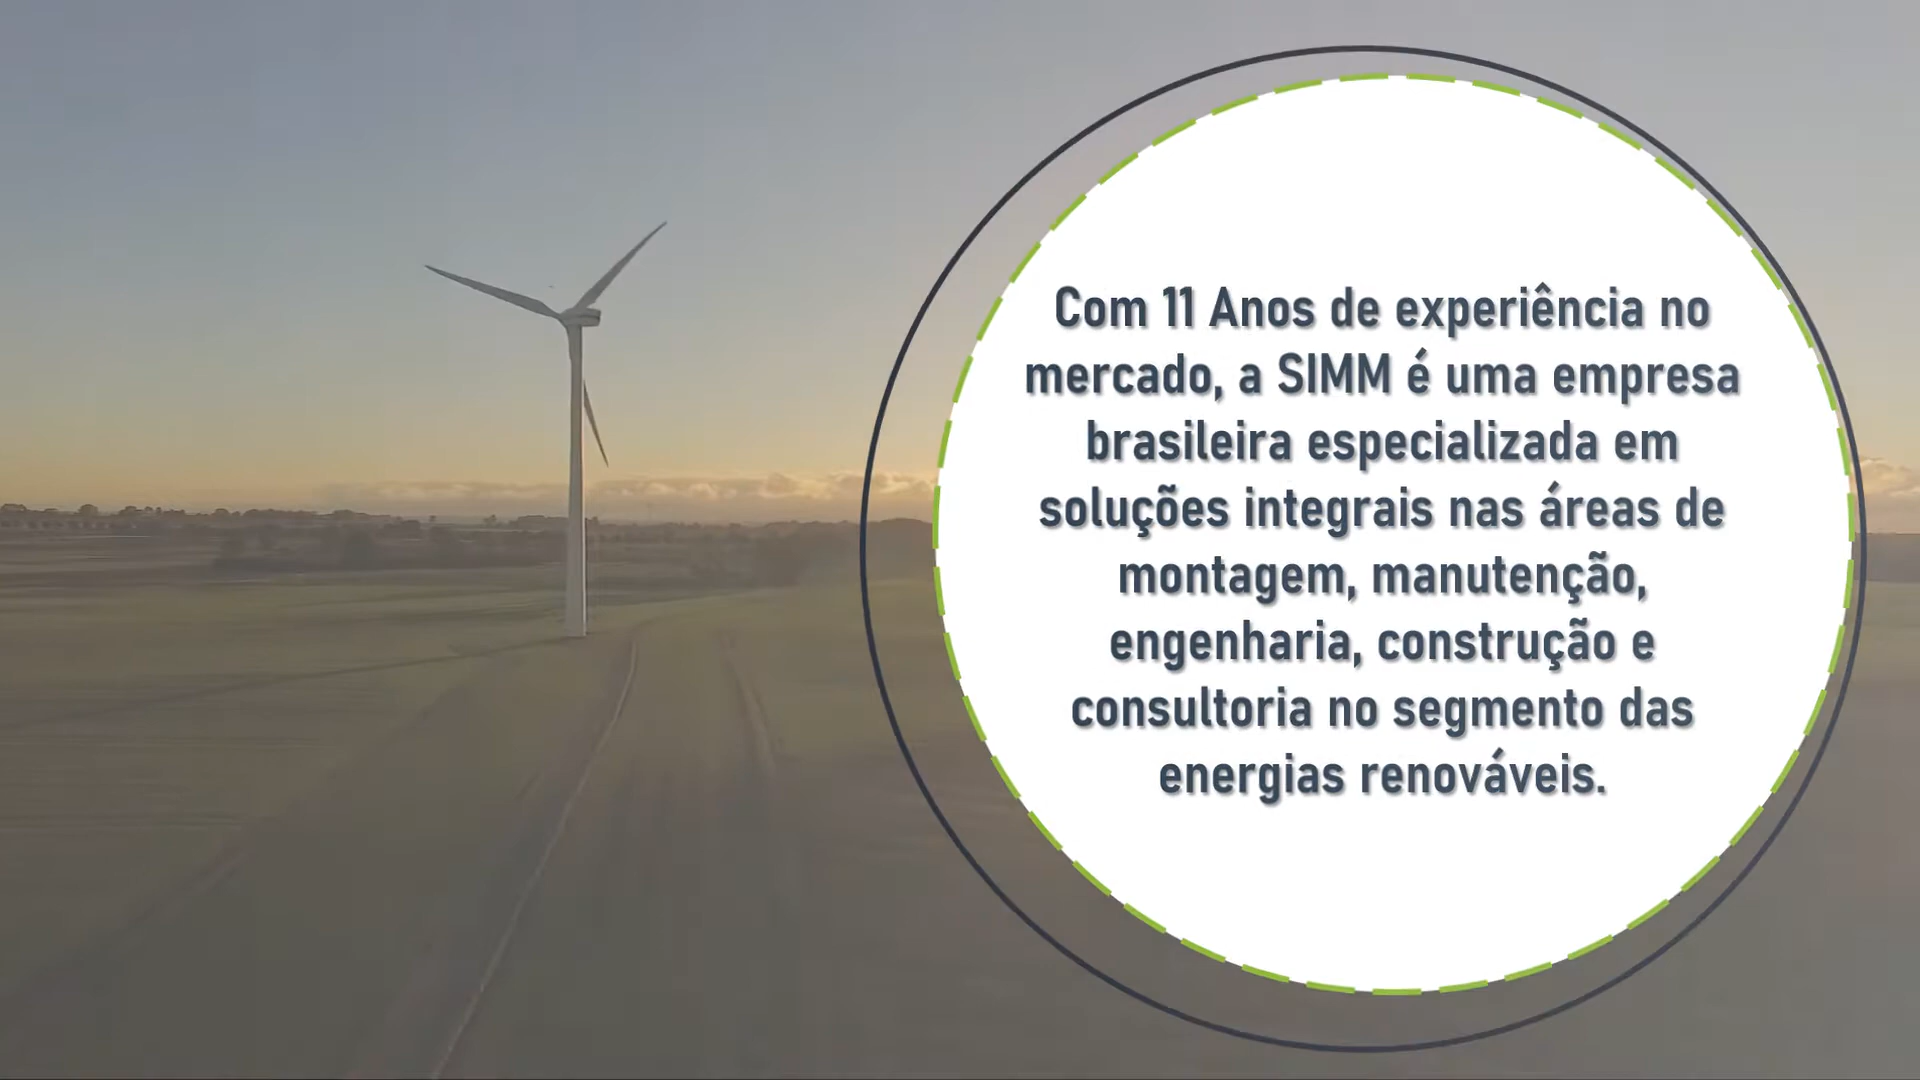 Com 11 Anos de experiência no
mercado, a SIMM é uma empresa
brasileira especializada em
soluções integrais nas áreas de
montagem, manutenção,
engenharia, construção e
consultoria no segmento das
energias renováveis.